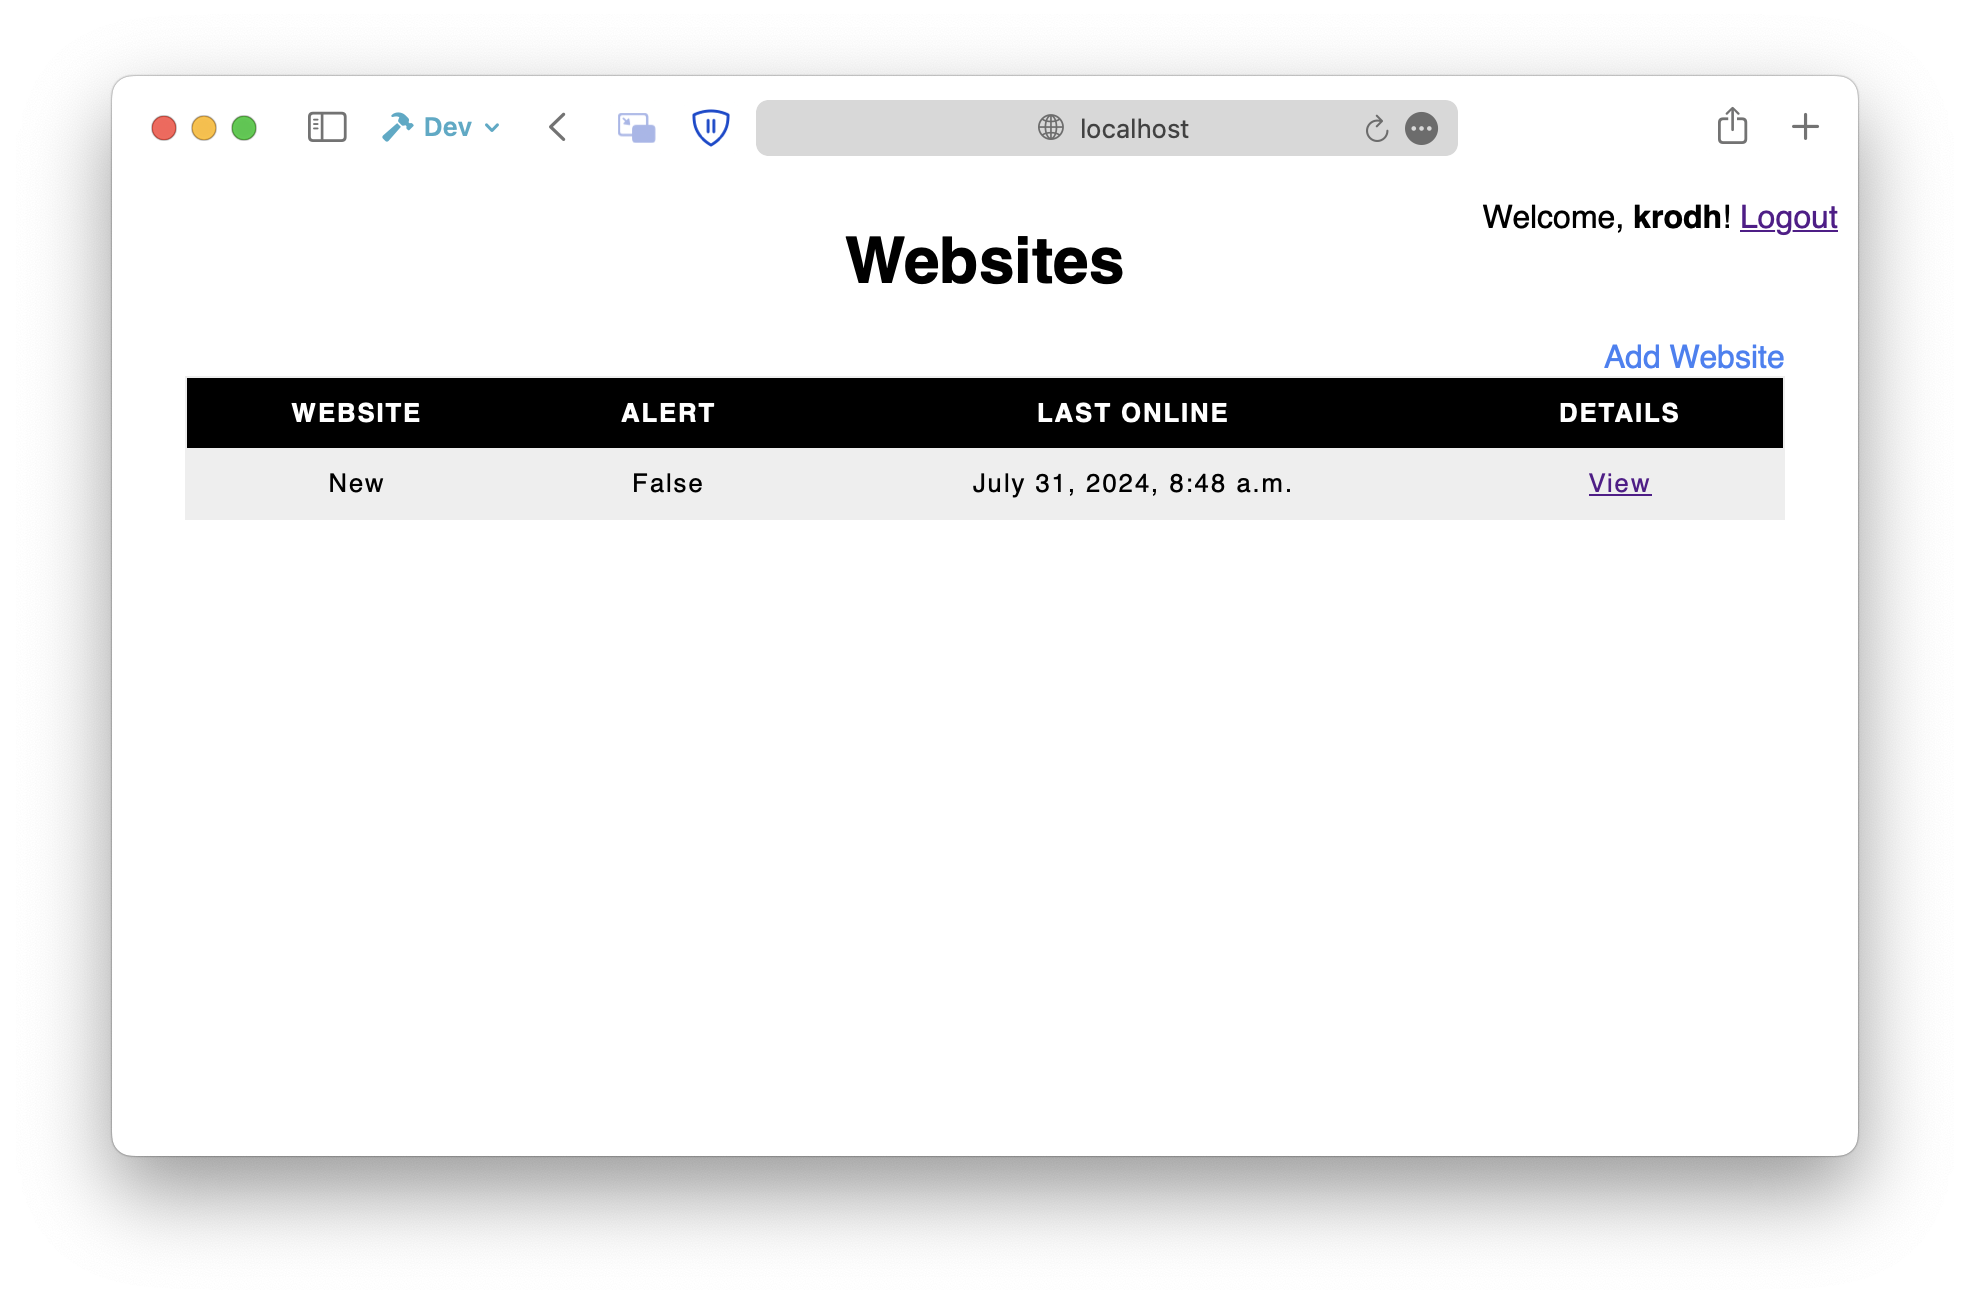 Dev
localhost
Welcome, krodh! Logout
Websites
Add Website
WEBSITE ALERT LAST ONLINE DETAILS
New False July 31, 2024, 8:48 a.m. View